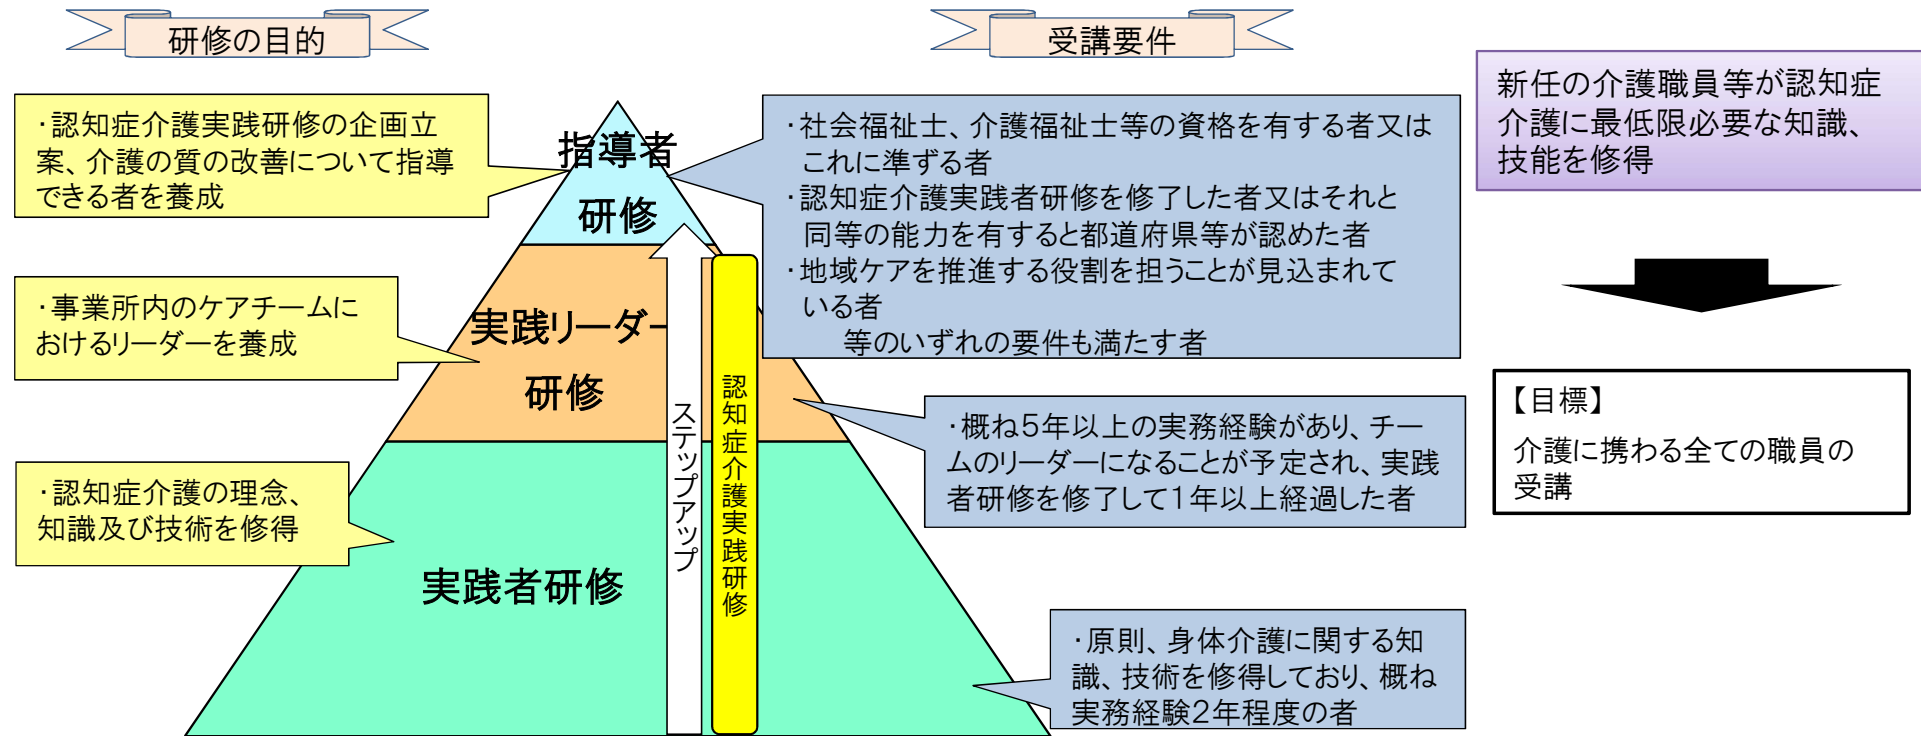 研修の目的
受講要件
・認知症介護実践研修の企画立
案、介護の質の改善について指導
できる者を養成
・事業所内のケアチームに
おけるリーダーを養成
・認知症介護の理念、
知識及び技術を修得
指導者
研修
実践リーダー
研修
実践者研修
ステップアップ
認知症介護実践研修
・社会福祉士、介護福祉士等の資格を有する者又は
これに準ずる者
・認知症介護実践者研修を修了した者又はそれと
同等の能力を有すると都道府県等が認めた者
・地域ケアを推進する役割を担うことが見込まれて
いる者
等のいずれの要件も満たす者
・概ね5年以上の実務経験があり、チー
ムのリーダーになることが予定され、実践
者研修を修了して1年以上経過した者
・原則、身体介護に関する知
識、技術を修得しており、概ね
実務経験2年程度の者
新任の介護職員等が認知症
介護に最低限必要な知識、
技能を修得
【目標】
介護に携わる全ての職員の
受講